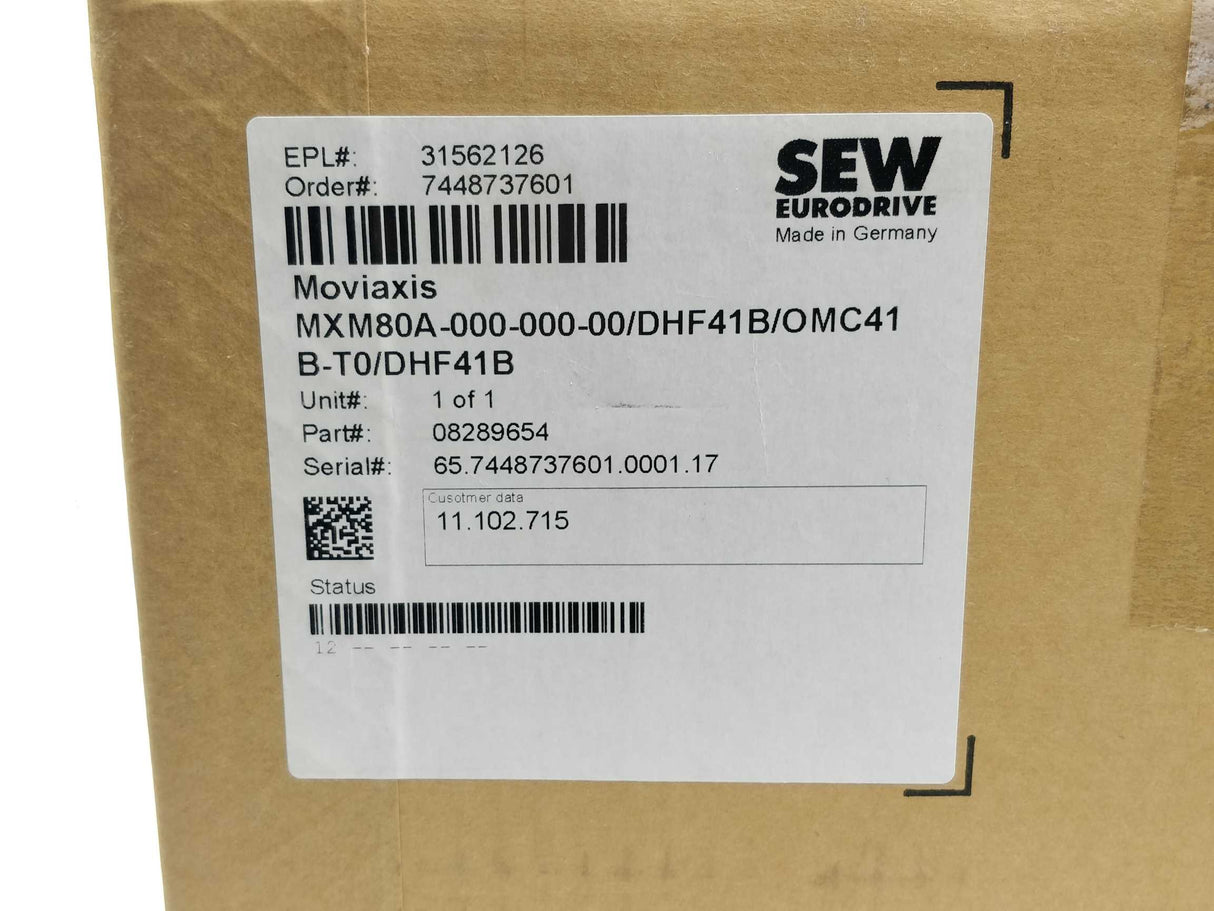 EPL#: 31562126
Order#: 7448737601
SEW
EURODRIVE
Made in Germany
Moviaxis
MXM80A-000-000-00/DHF41B/OMC41
B-T0/DHF41B
Unit#: 1 of 1
Part#: 08289654
Serial#: 65.7448737601.0001.17
Cusotmer data
11.102.715
Status
12 -- -- -- --